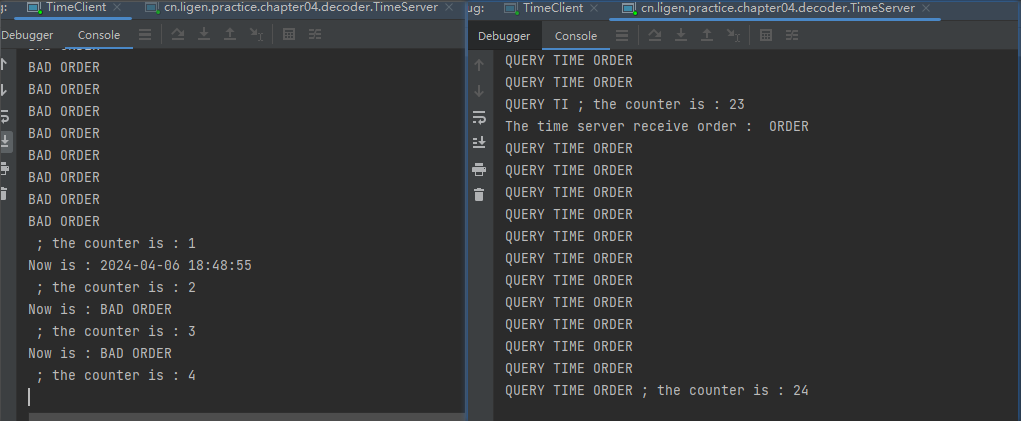 ug:
TimeClient
cn.ligen.practice.chapter04.decoder.TimeServer
Debugger
Console
BAD ORDER
BAD ORDER
BAD ORDER
BAD ORDER
BAD ORDER
BAD ORDER
BAD ORDER
BAD ORDER
; the counter is : 1
Now is : 2024-04-06 18:48:55
; the counter is : 2
Now is : BAD ORDER
; the counter is : 3
Now is : BAD ORDER
; the counter is : 4
ug:
TimeClient
cn.ligen.practice.chapter04.decoder.TimeServer
Debugger
Console
QUERY TIME ORDER
QUERY TIME ORDER
QUERY TI ; the counter is : 23
The time server receive order :  ORDER
QUERY TIME ORDER
QUERY TIME ORDER
QUERY TIME ORDER
QUERY TIME ORDER
QUERY TIME ORDER
QUERY TIME ORDER
QUERY TIME ORDER
QUERY TIME ORDER
QUERY TIME ORDER
QUERY TIME ORDER
QUERY TIME ORDER
QUERY TIME ORDER ; the counter is : 24